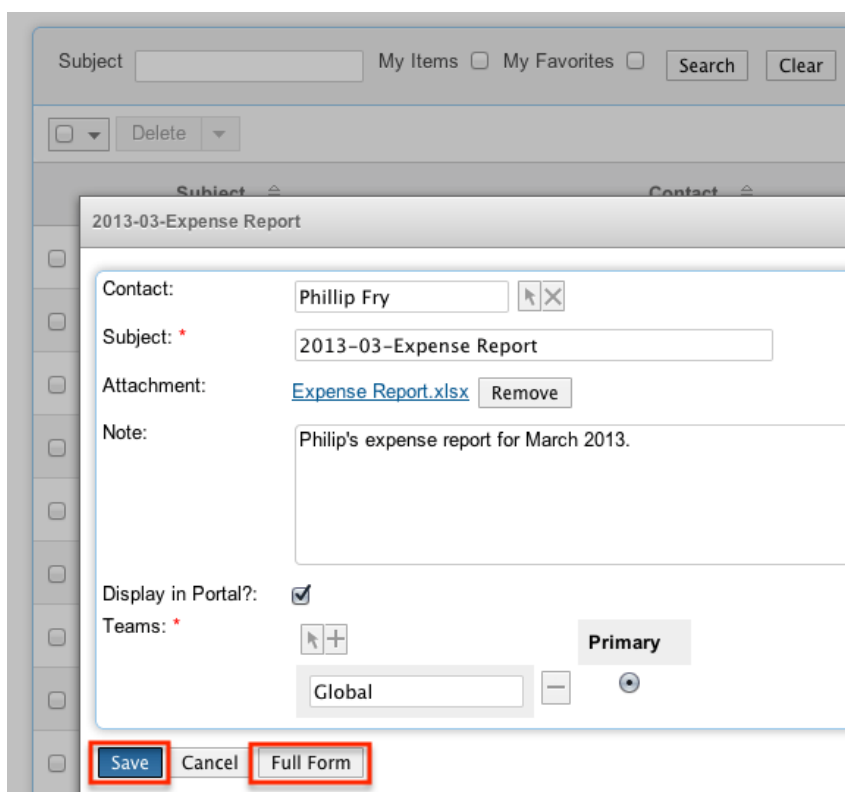 Subject My Items My Favorites Search Clear
Delete
Subject Contact
2013-03-Expense Report
Contact: Phillip Fry
Subject: * 2013-03-Expense Report
Attachment: Expense Report.xlsx Remove
Note: Philip's expense report for March 2013.
Display in Portal?:
Teams: *
Primary
Global
Save Cancel Full Form